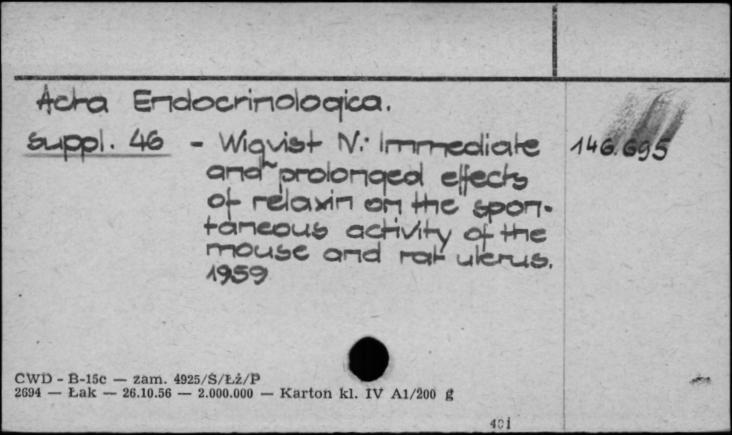 Acta Endocrinologica.
Suppl. 46 - Wiqvist N.: Immediate 146.695
and prolonged effects
of relaxin on the spon-
taneous activity of the
mouse and rat uterus.
1959
CWD - B-15c — zam. 4925/S/Łż/P
2694 — Łak — 26.10.56 — 2.000.000 — Karton kl. IV A1/200 g